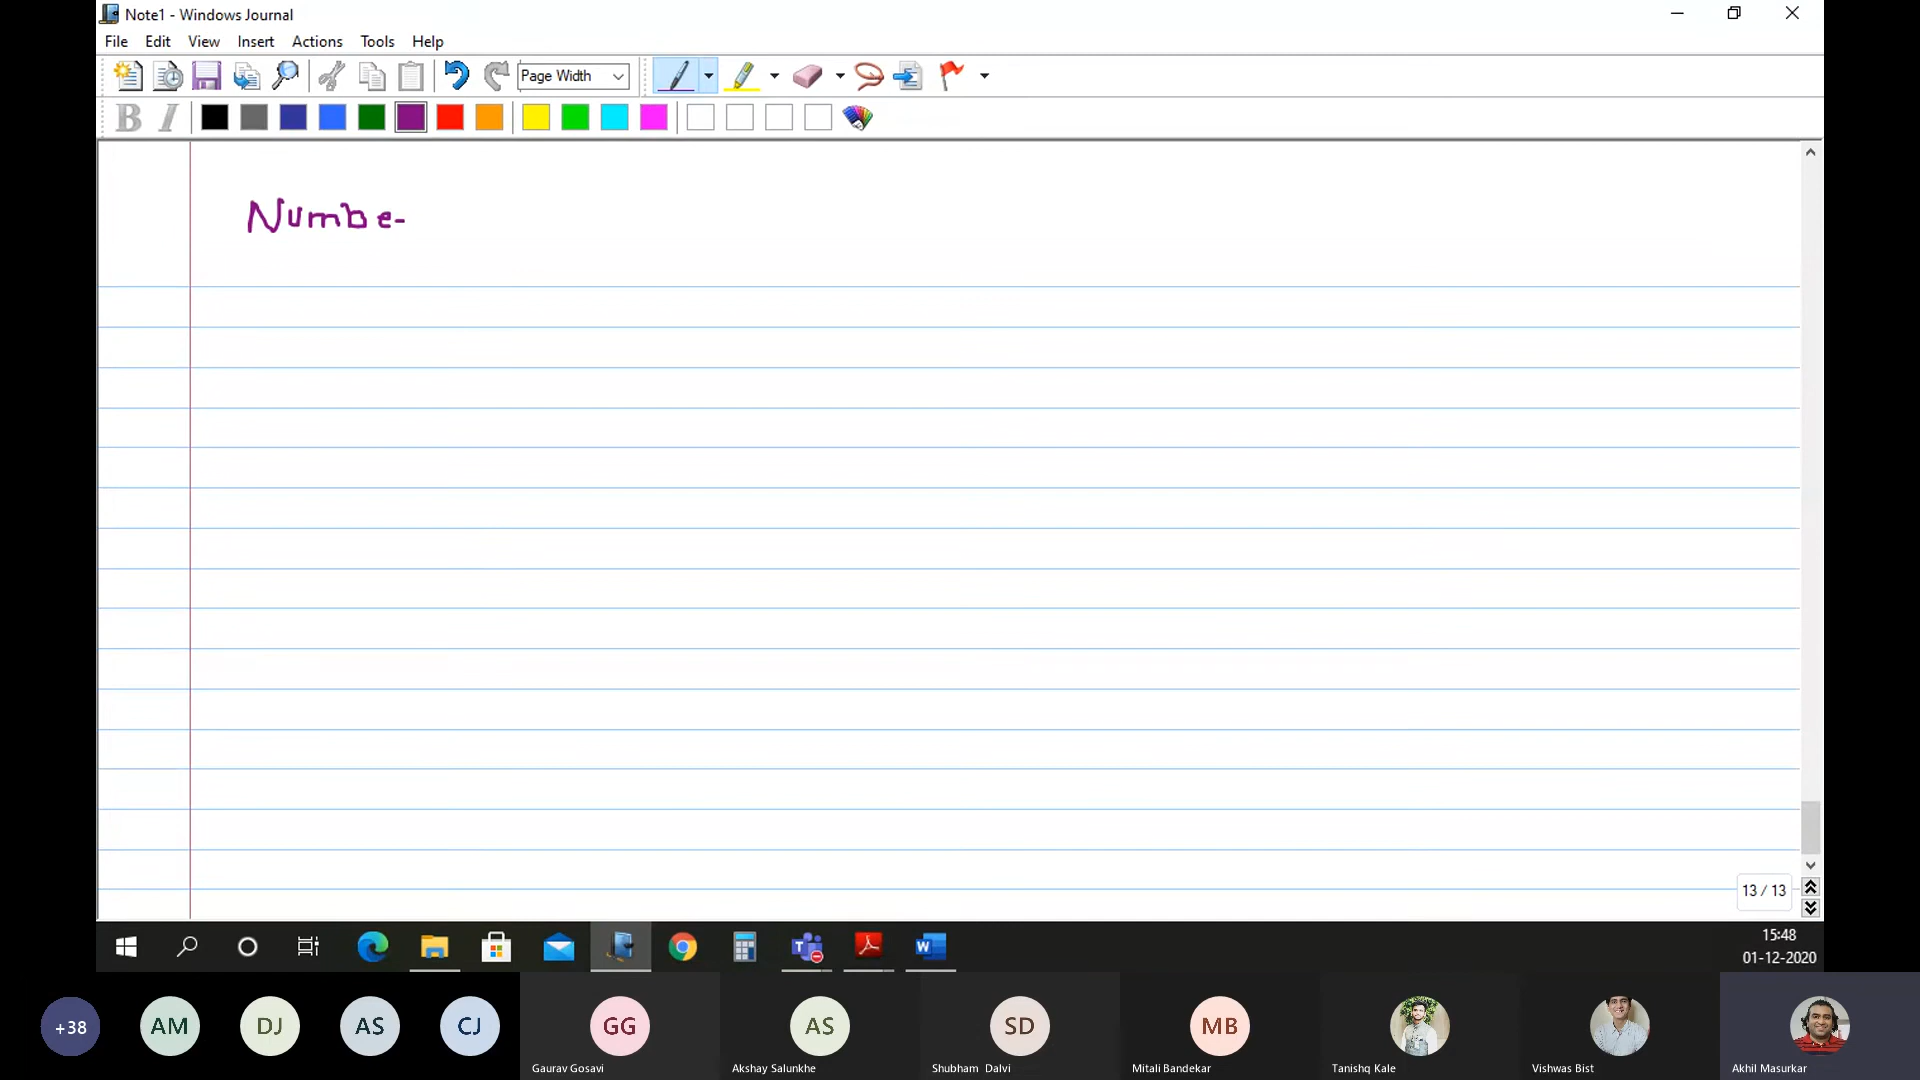 Note1 - Windows Journal
File Edit View Insert Actions Tools Help
Page Width
B I
Numbe-
13 / 13
15:48
01-12-2020
+38 AM DJ AS CJ GG AS SD MB
Gaurav Gosavi Akshay Salunkhe Shubham Dalvi Mitali Bandekar Tanishq Kale Vishwas Bist Akhil Masurkar